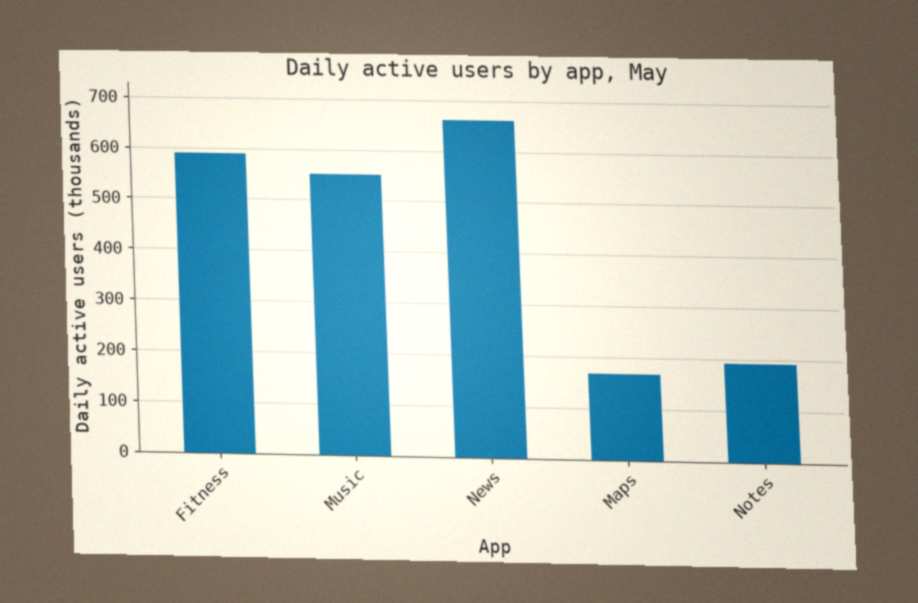 Daily active users by app, May
Daily active users (thousands)
700
600
500
400
300
200
100
0
Fitness
Music
News
Maps
Notes
App